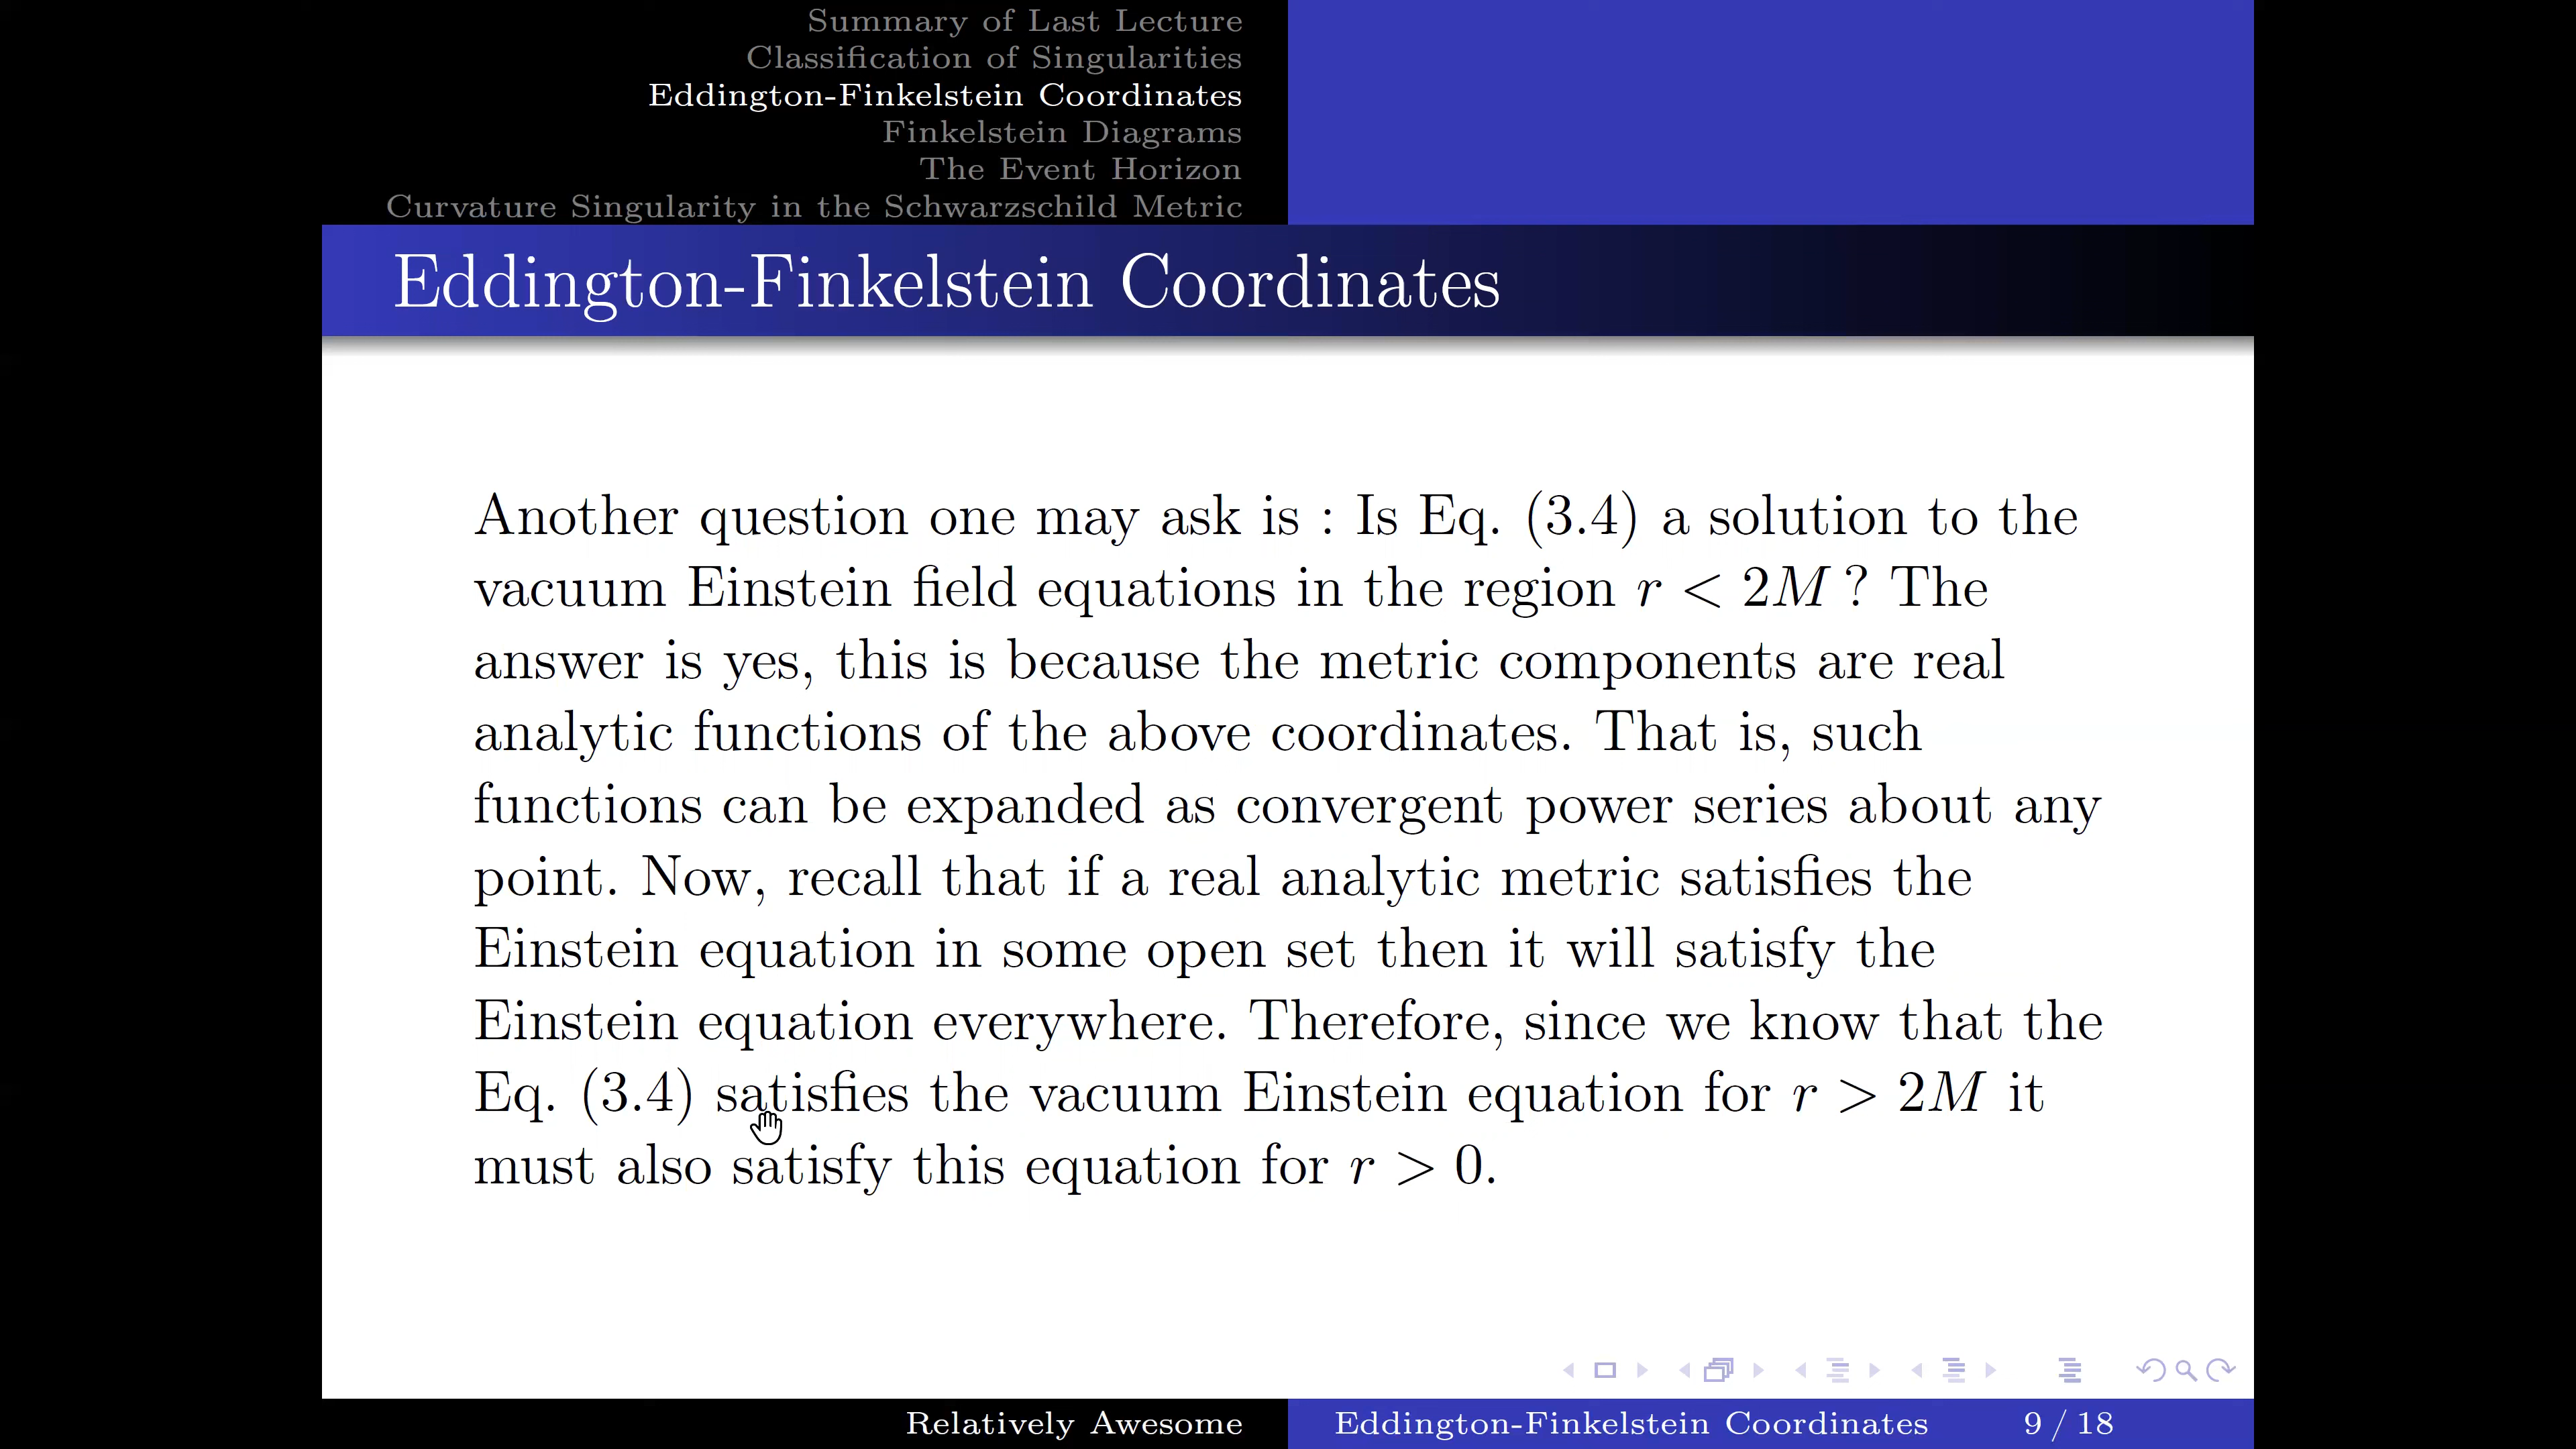 Summary of Last Lecture
Classification of Singularities
Eddington-Finkelstein Coordinates
Finkelstein Diagrams
The Event Horizon
Curvature Singularity in the Schwarzschild Metric
Eddington-Finkelstein Coordinates
Another question one may ask is : Is Eq. (3.4) a solution to the
vacuum Einstein field equations in the region r < 2M ? The
answer is yes, this is because the metric components are real
analytic functions of the above coordinates. That is, such
functions can be expanded as convergent power series about any
point. Now, recall that if a real analytic metric satisfies the
Einstein equation in some open set then it will satisfy the
Einstein equation everywhere. Therefore, since we know that the
Eq. (3.4) satisfies the vacuum Einstein equation for r > 2M it
must also satisfy this equation for r > 0.
Relatively Awesome
Eddington-Finkelstein Coordinates
9 / 18